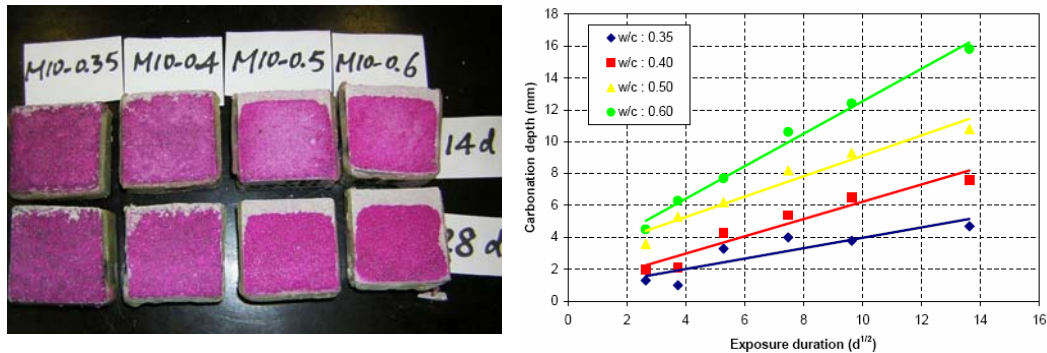 M10-0.35 M10-0.4 M10-0.5 M10-0.6
14d
28 d
Carbonation depth (mm)
18
16
14
12
10
8
6
4
2
0
w/c : 0.35
w/c : 0.40
w/c : 0.50
w/c : 0.60
0 2 4 6 8 10 12 14 16
Exposure duration (d^1/2)